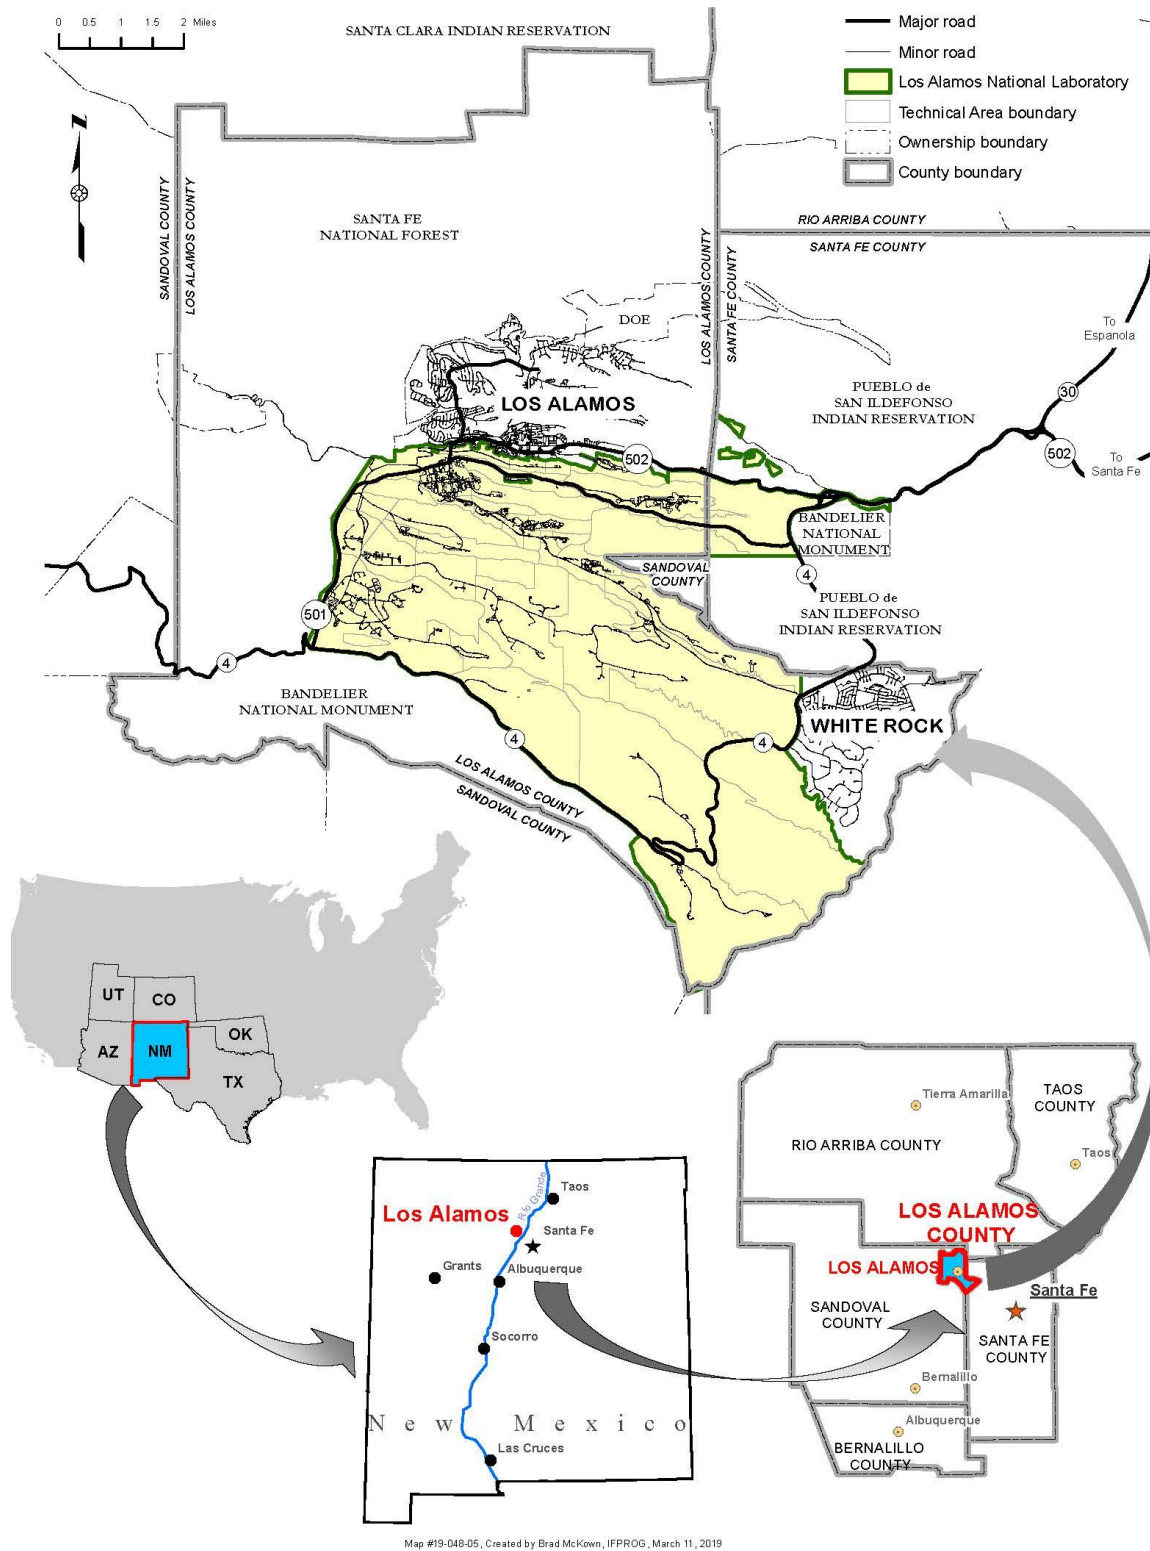 0 0.5 1 1.5 2 Miles
SANTA CLARA INDIAN RESERVATION
Major road
Minor road
Los Alamos National Laboratory
Technical Area boundary
Ownership boundary
County boundary
N
SANDOVAL COUNTY
LOS ALAMOS COUNTY
SANTA FE
NATIONAL FOREST
LOS ALAMOS COUNTY
SANTA FE COUNTY
RIO ARRIBA COUNTY
SANTA FE COUNTY
DOE
To
Espanola
PUEBLO de
SAN ILDEFONSO
INDIAN RESERVATION
30
LOS ALAMOS
502
502
To
Santa Fe
BANDELIER
NATIONAL
MONUMENT
SANDOVAL
COUNTY
4
PUEBLO de
SAN ILDEFONSO
INDIAN RESERVATION
501
4
BANDELIER
NATIONAL MONUMENT
WHITE ROCK
4
4
LOS ALAMOS COUNTY
SANDOVAL COUNTY
UT
CO
AZ
NM
OK
TX
Rio Grande
Taos
Los Alamos
Santa Fe
Grants
Albuquerque
Socorro
New Mexico
Las Cruces
Tierra Amarilla
TAOS
COUNTY
RIO ARRIBA COUNTY
Taos
LOS ALAMOS
COUNTY
LOS ALAMOS
Santa Fe
SANDOVAL
COUNTY
SANTA FE
COUNTY
Bernalillo
Albuquerque
BERNALILLO
COUNTY
Map #19-048-05, Created by Brad McKown, IFPROG, March 11, 2019